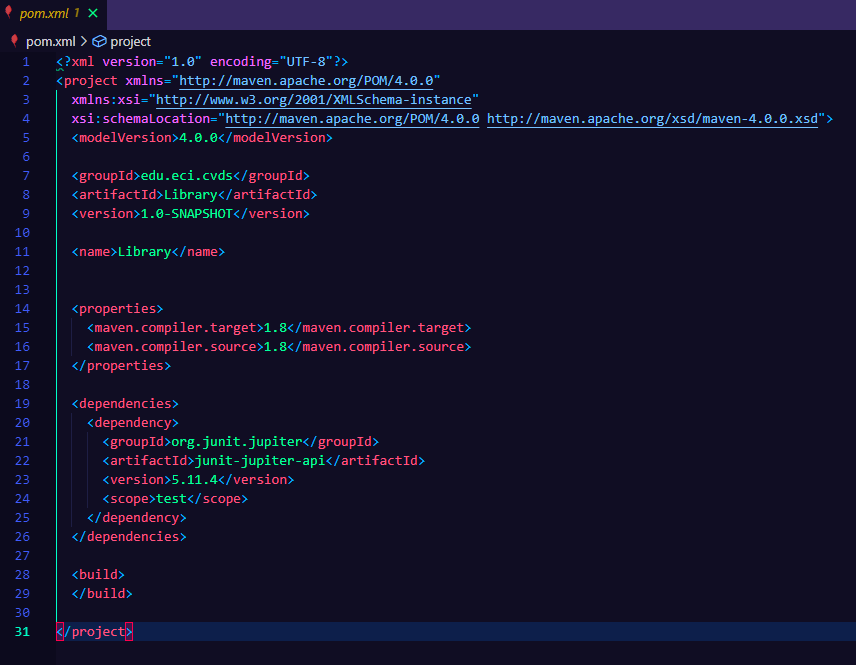 pom.xml 1 ×
pom.xml > project
1 <?xml version="1.0" encoding="UTF-8"?>
2 <project xmlns="http://maven.apache.org/POM/4.0.0"
3   xmlns:xsi="http://www.w3.org/2001/XMLSchema-instance"
4   xsi:schemaLocation="http://maven.apache.org/POM/4.0.0 http://maven.apache.org/xsd/maven-4.0.0.xsd">
5   <modelVersion>4.0.0</modelVersion>
6
7   <groupId>edu.eci.cvds</groupId>
8   <artifactId>Library</artifactId>
9   <version>1.0-SNAPSHOT</version>
10
11   <name>Library</name>
12
13
14   <properties>
15     <maven.compiler.target>1.8</maven.compiler.target>
16     <maven.compiler.source>1.8</maven.compiler.source>
17   </properties>
18
19   <dependencies>
20     <dependency>
21       <groupId>org.junit.jupiter</groupId>
22       <artifactId>junit-jupiter-api</artifactId>
23       <version>5.11.4</version>
24       <scope>test</scope>
25     </dependency>
26   </dependencies>
27
28   <build>
29   </build>
30
31 </project>